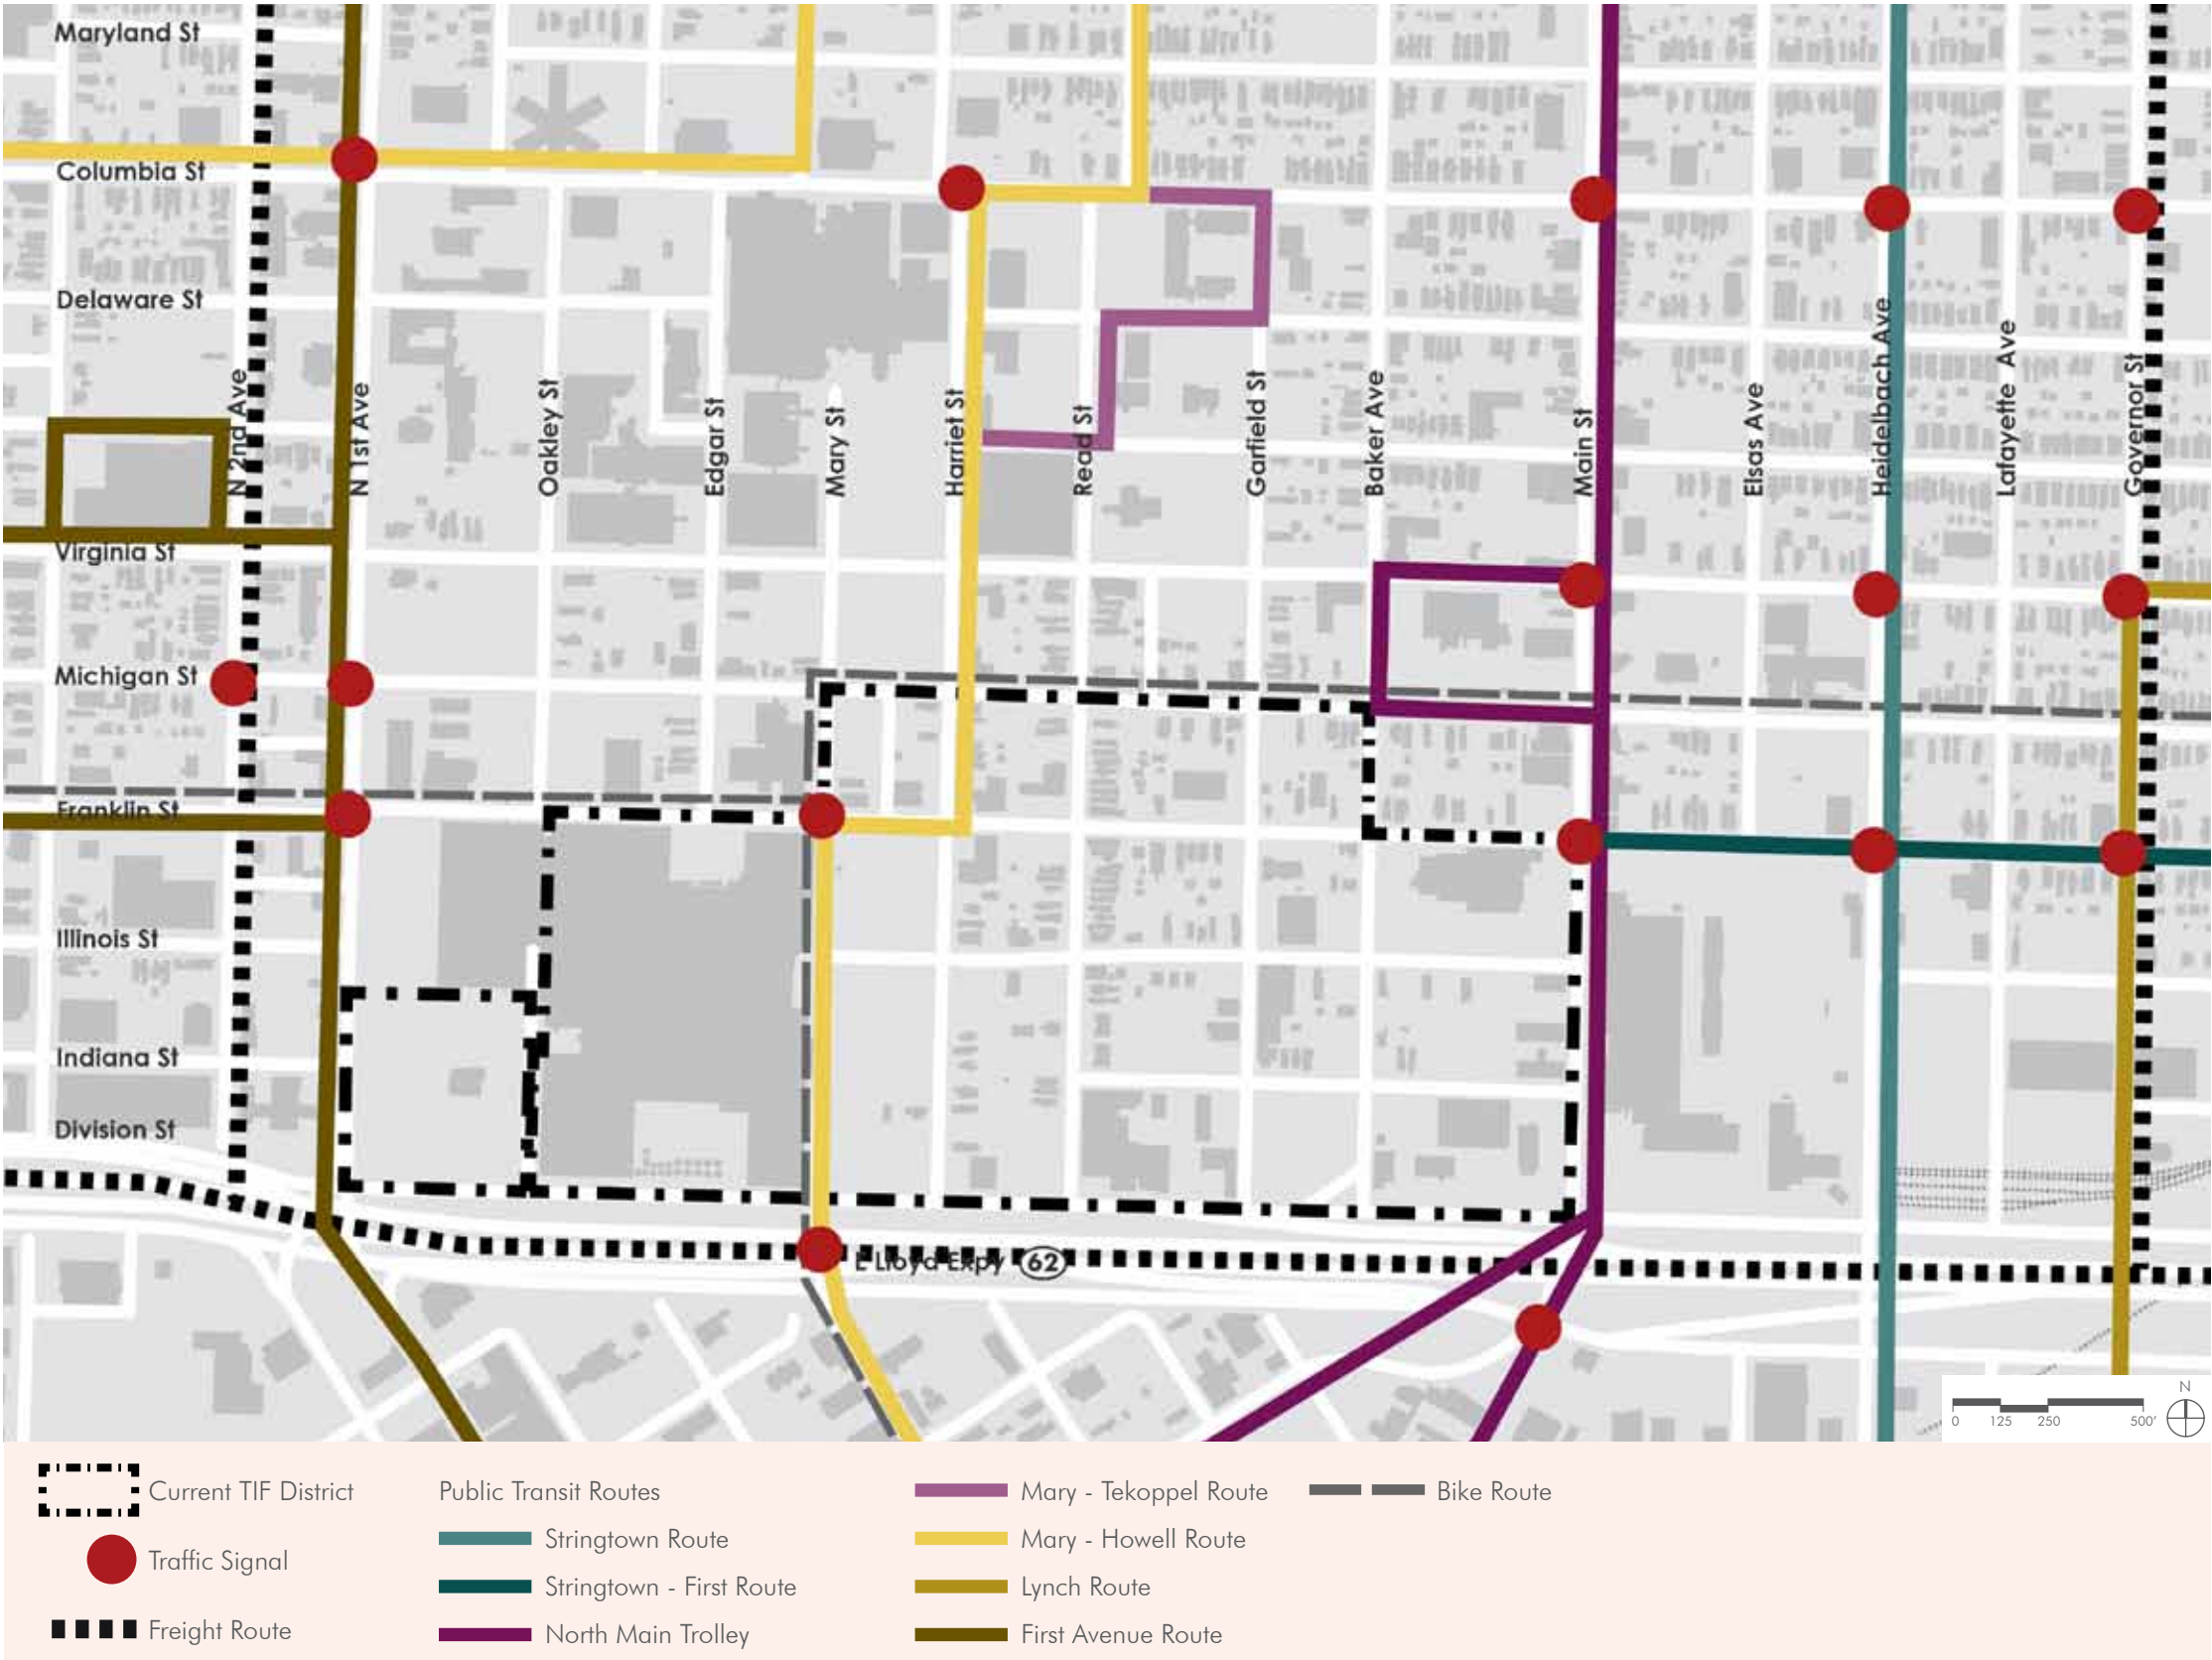 Maryland St
Columbia St
Delaware St
N 2nd Ave
N 1st Ave
Oakley St
Edgar St
Mary St
Harriet St
Read St
Garfield St
Baker Ave
Main St
Elsas Ave
Heidelbach Ave
Lafayette Ave
Governor St
Virginia St
Michigan St
Franklin St
Illinois St
Indiana St
Division St
E Lloyd Expy 62
N
0 125 250 500'
Current TIF District
Traffic Signal
Freight Route
Public Transit Routes
Stringtown Route
Stringtown - First Route
North Main Trolley
Mary - Tekoppel Route
Mary - Howell Route
Lynch Route
First Avenue Route
Bike Route